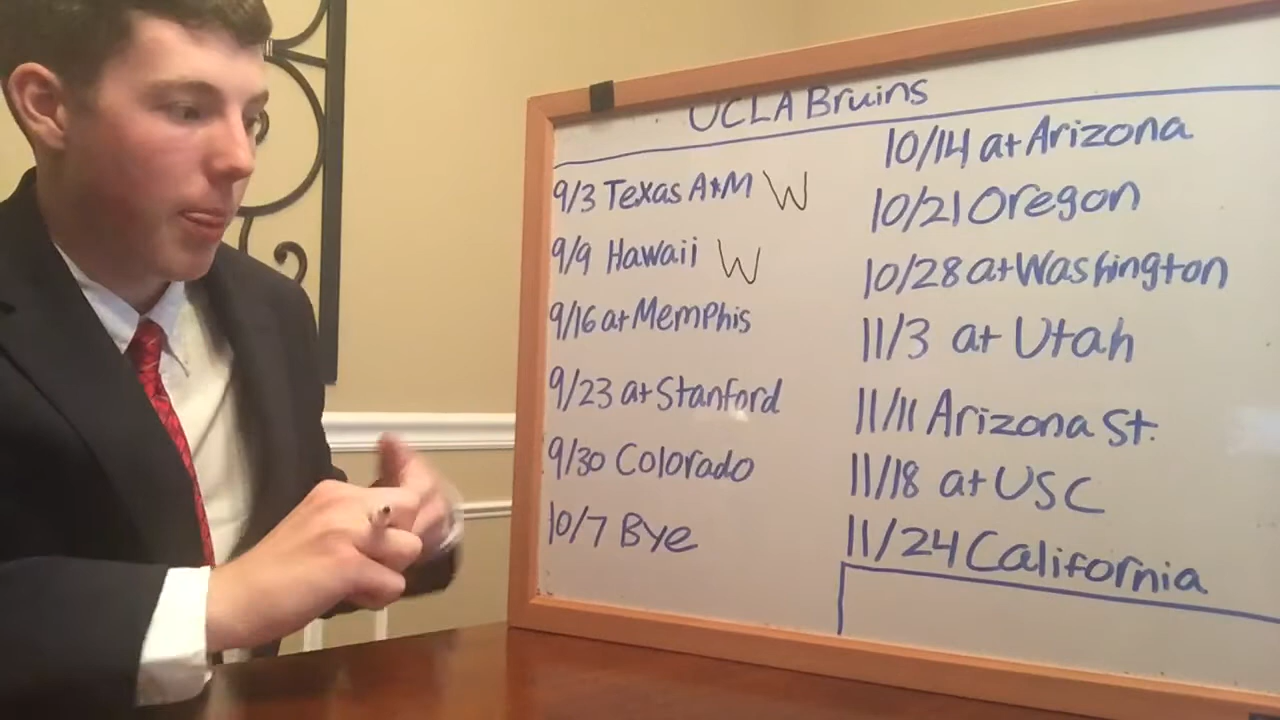 UCLA Bruins
9/3 Texas A&M W
9/9 Hawaii W
9/16 at Memphis
9/23 at Stanford
9/30 Colorado
10/7 Bye
10/14 at Arizona
10/21 Oregon
10/28 at Washington
11/3 at Utah
11/11 Arizona St.
11/18 at USC
11/24 California